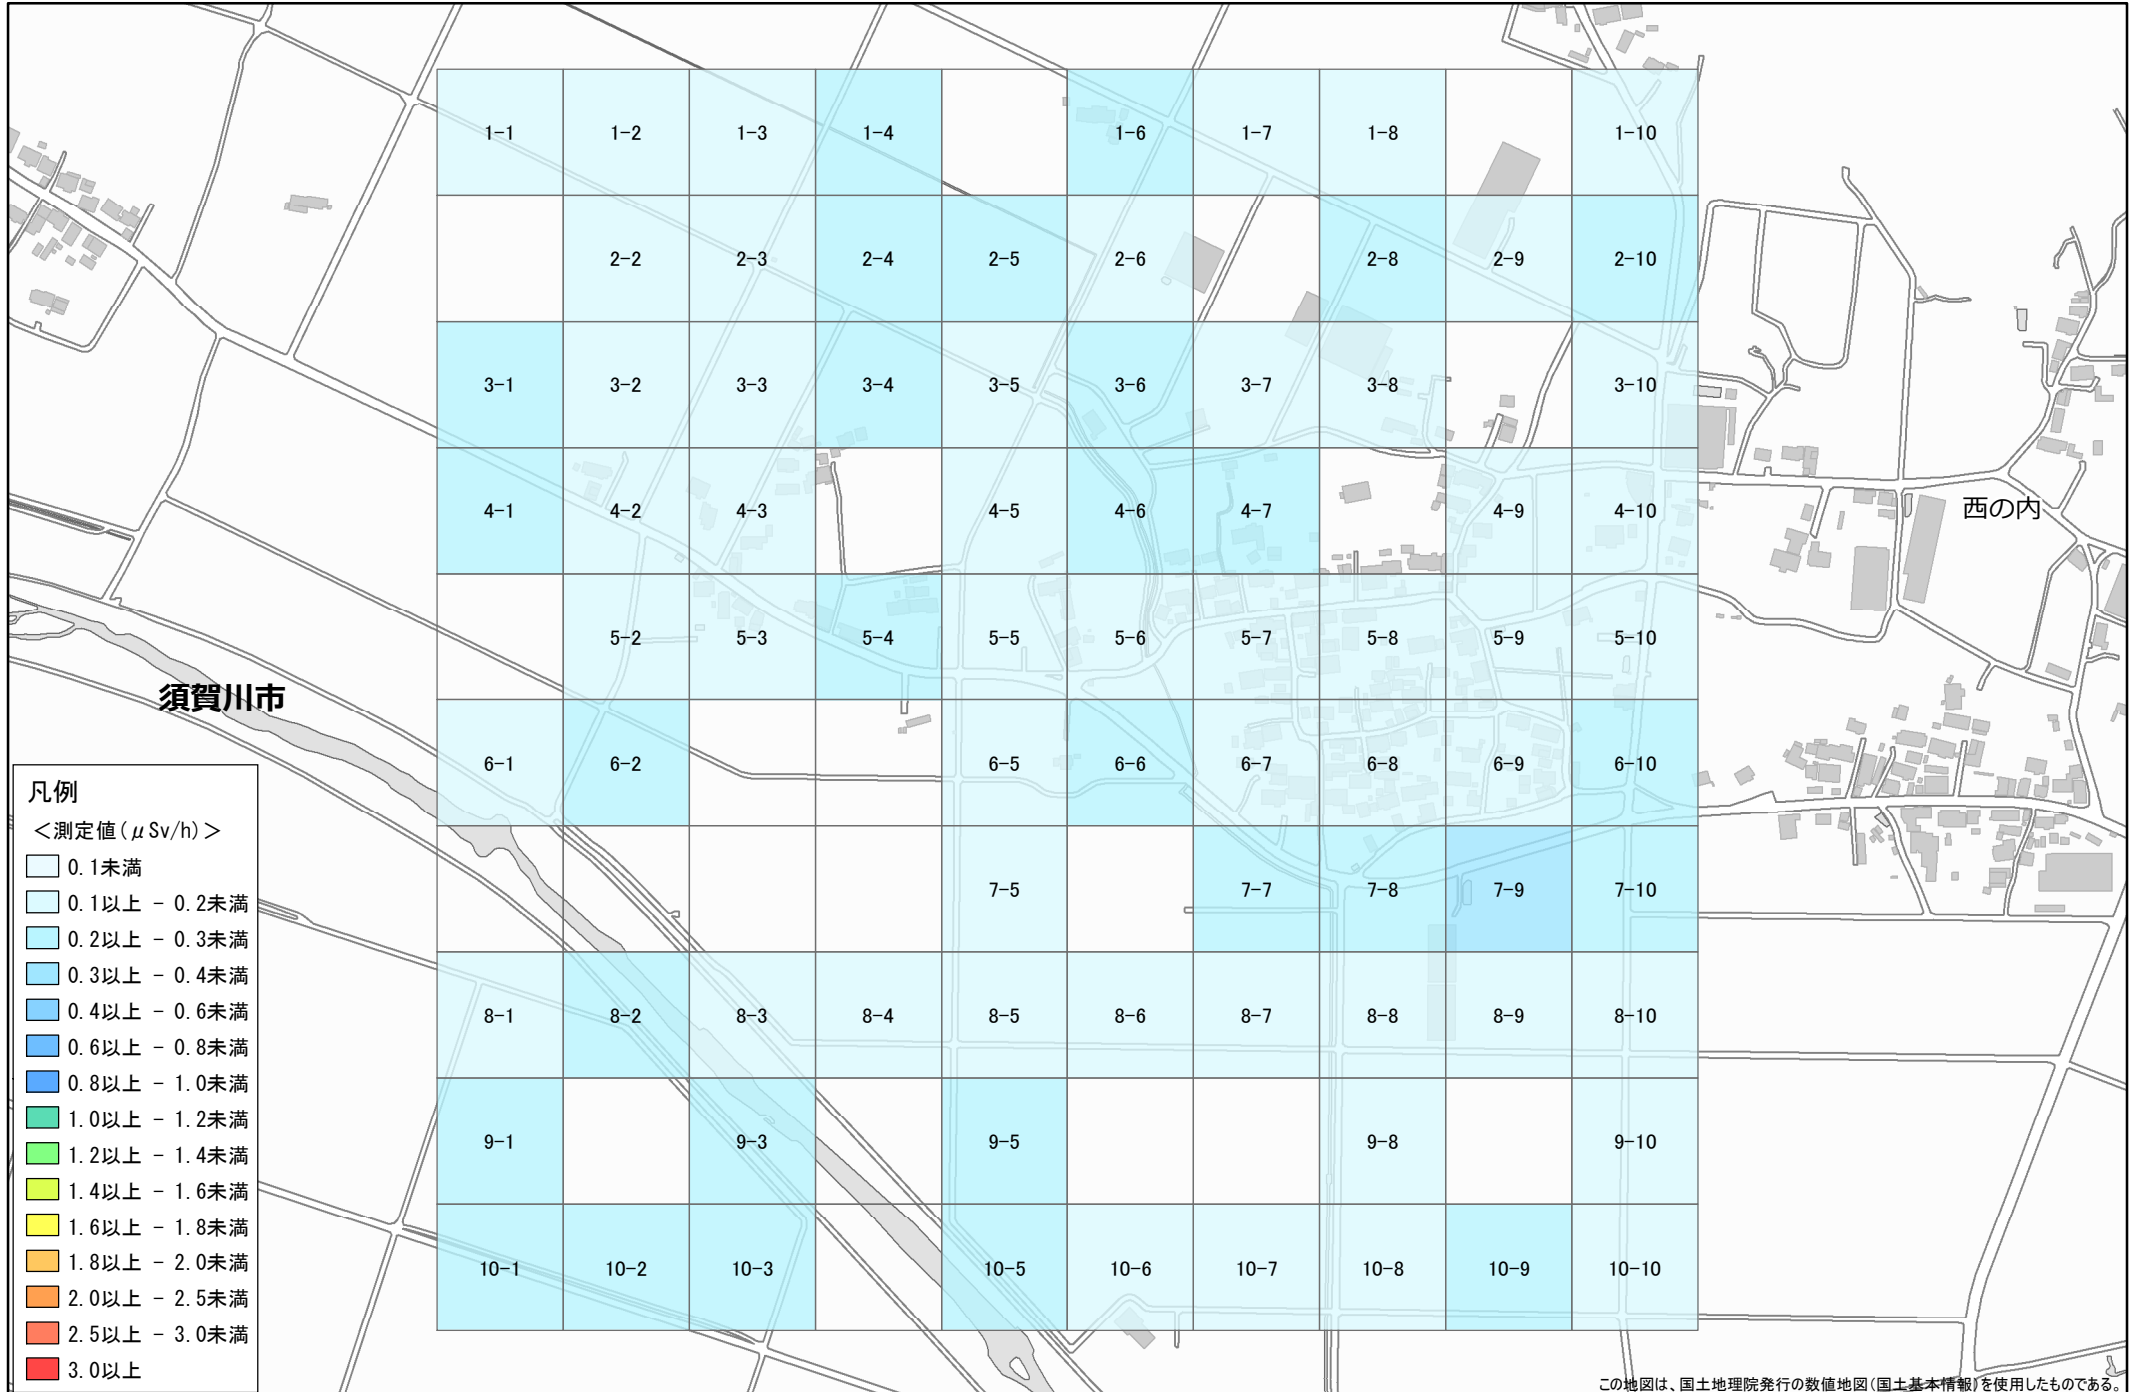 1-1 1-2 1-3 1-4 1-6 1-7 1-8 1-10
2-2 2-3 2-4 2-5 2-6 2-8 2-9 2-10
3-1 3-2 3-3 3-4 3-5 3-6 3-7 3-8 3-10
4-1 4-2 4-3 4-5 4-6 4-7 4-9 4-10
西の内
5-2 5-3 5-4 5-5 5-6 5-7 5-8 5-9 5-10
須賀川市
6-1 6-2 6-5 6-6 6-7 6-8 6-9 6-10
7-5 7-7 7-8 7-9 7-10
8-1 8-2 8-3 8-4 8-5 8-6 8-7 8-8 8-9 8-10
9-1 9-3 9-5 9-8 9-10
10-1 10-2 10-3 10-5 10-6 10-7 10-8 10-9 10-10
凡例
＜測定値(μSv/h)＞
0.1未満
0.1以上 - 0.2未満
0.2以上 - 0.3未満
0.3以上 - 0.4未満
0.4以上 - 0.6未満
0.6以上 - 0.8未満
0.8以上 - 1.0未満
1.0以上 - 1.2未満
1.2以上 - 1.4未満
1.4以上 - 1.6未満
1.6以上 - 1.8未満
1.8以上 - 2.0未満
2.0以上 - 2.5未満
2.5以上 - 3.0未満
3.0以上
この地図は、国土地理院発行の数値地図(国土基本情報)を使用したものである。